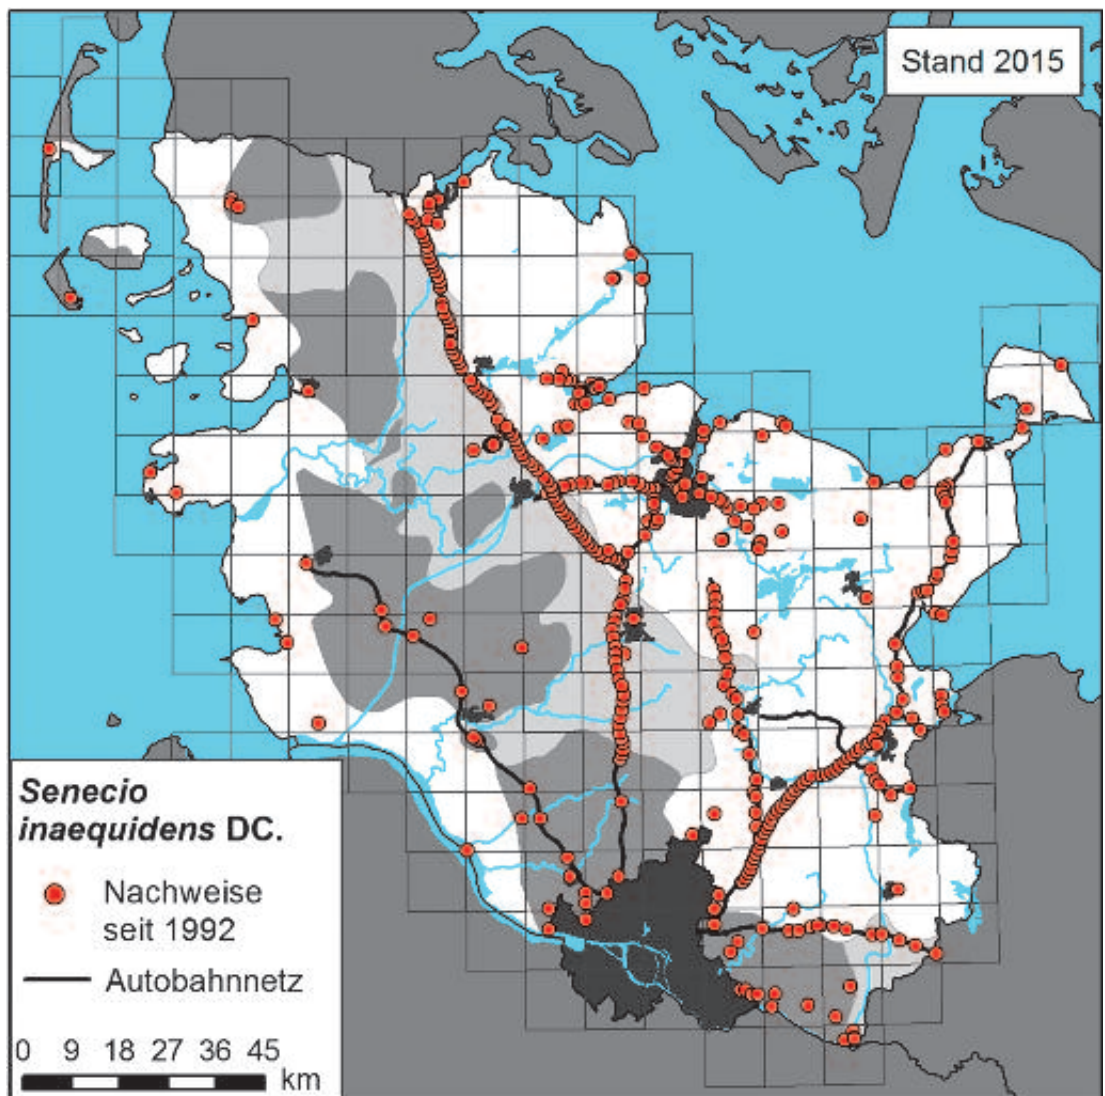 Stand 2015
Senecio
inaequidens DC.
Nachweise
seit 1992
Autobahnnetz
0 9 18 27 36 45
km